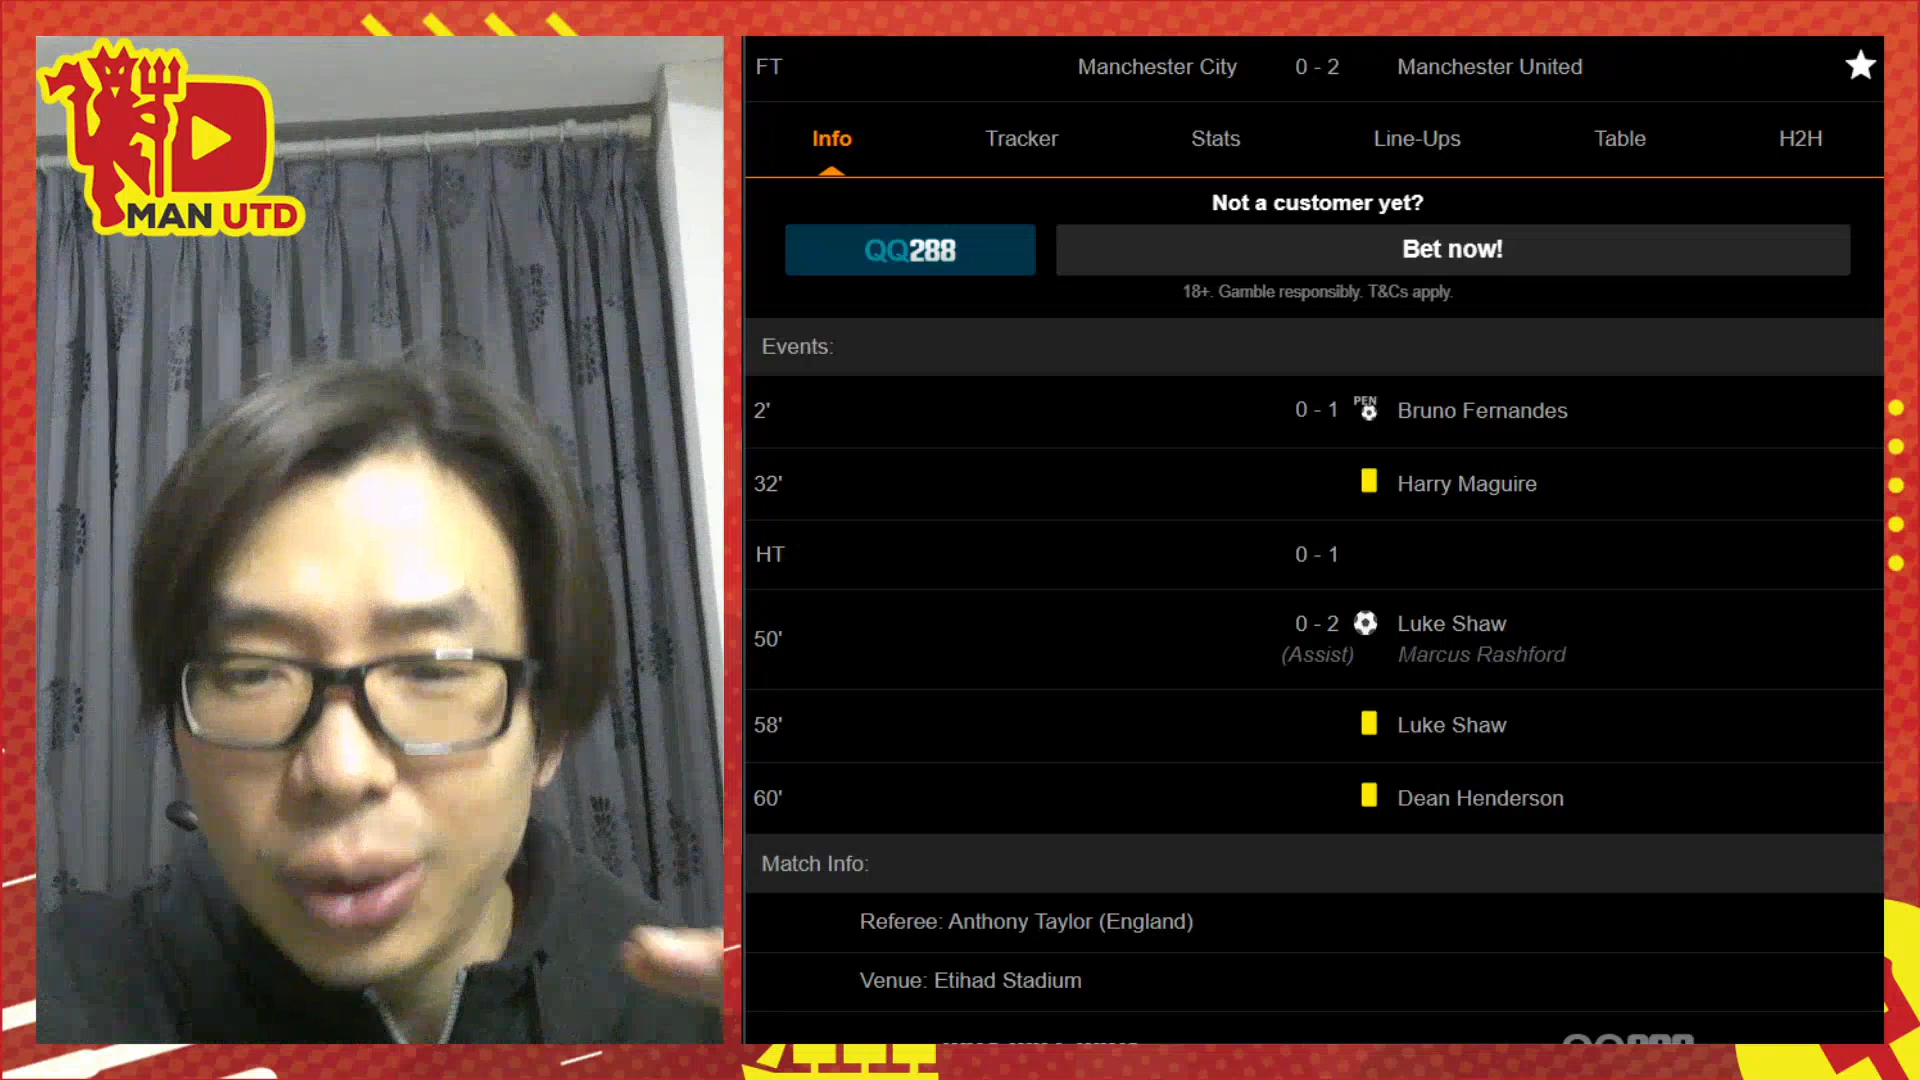 MAN UTD
FT Manchester City 0 - 2 Manchester United
Info Tracker Stats Line-Ups Table H2H
Not a customer yet?
QQ288 Bet now!
18+. Gamble responsibly. T&Cs apply.
Events:
2' 0 - 1 PEN Bruno Fernandes
32' Harry Maguire
HT 0 - 1
50' 0 - 2 Luke Shaw
(Assist) Marcus Rashford
58' Luke Shaw
60' Dean Henderson
Match Info:
Referee: Anthony Taylor (England)
Venue: Etihad Stadium